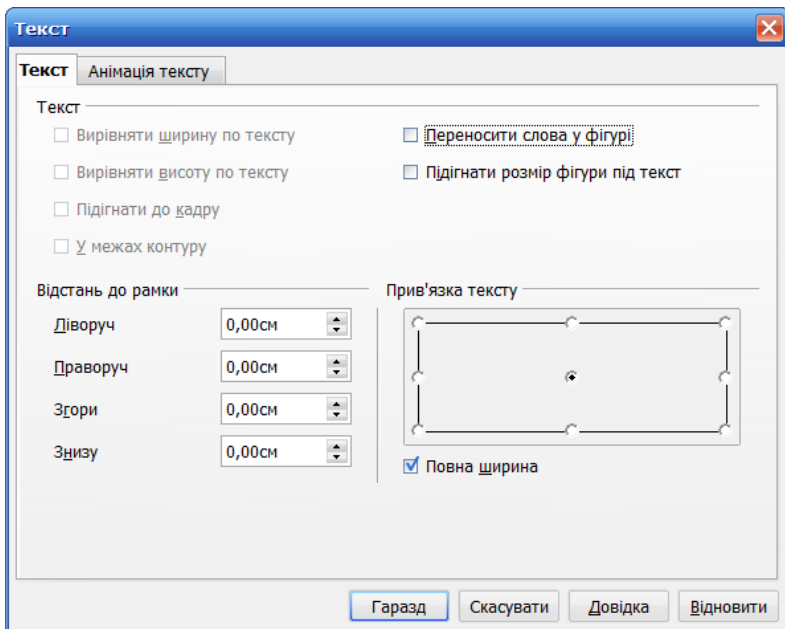 Текст
Текст Анімація тексту
Текст
Вирівняти ширину по тексту Переносити слова у фігурі
Вирівняти висоту по тексту Підігнати розмір фігури під текст
Підігнати до кадру
У межах контуру
Відстань до рамки Прив'язка тексту
Ліворуч 0,00см
Праворуч 0,00см
Згори 0,00см
Знизу 0,00см
Повна ширина
Гаразд Скасувати Довідка Відновити